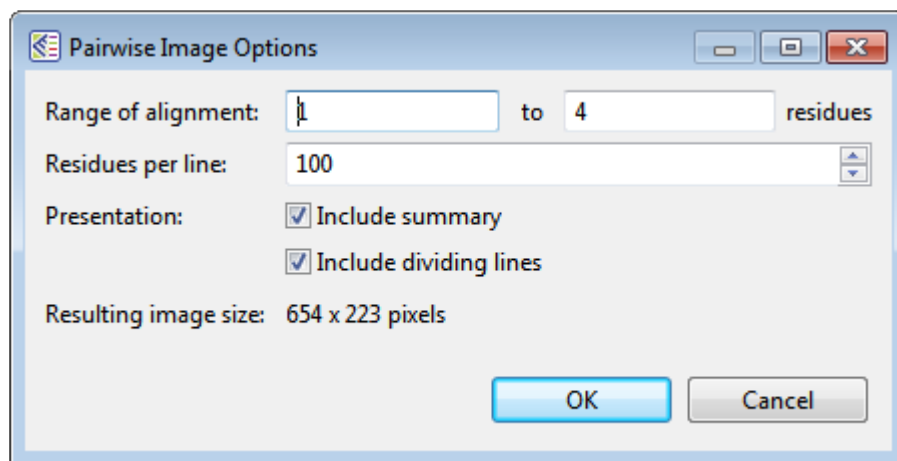 Pairwise Image Options
Range of alignment: 1 to 4 residues
Residues per line: 100
Presentation: Include summary
Include dividing lines
Resulting image size: 654 x 223 pixels
OK Cancel